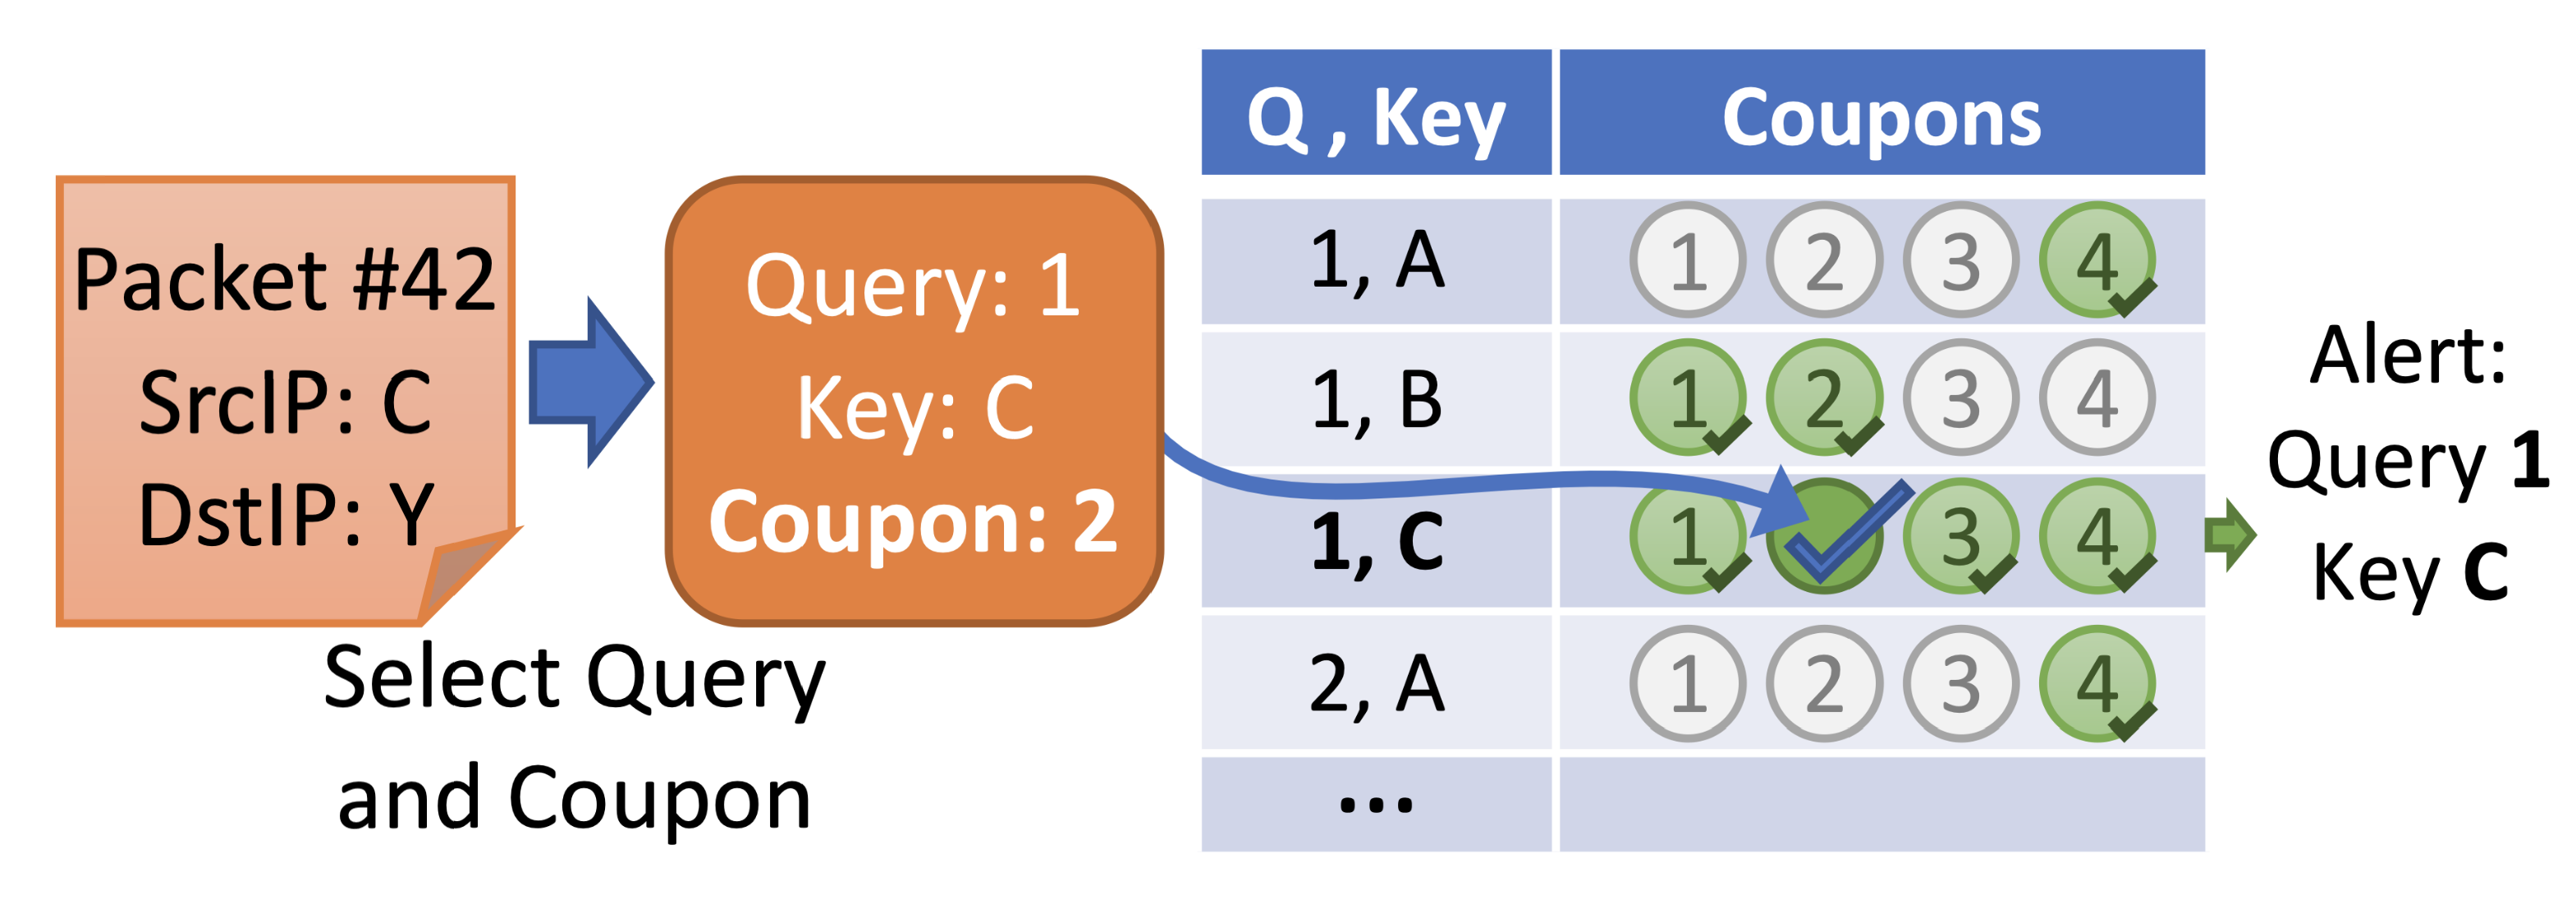 Packet #42
SrcIP: C
DstIP: Y
Select Query
and Coupon
Query: 1
Key: C
Coupon: 2
Q , Key Coupons
1, A 1 2 3 4
1, B 1 2 3 4
1, C 1 3 4
2, A 1 2 3 4
...
Alert:
Query 1
Key C